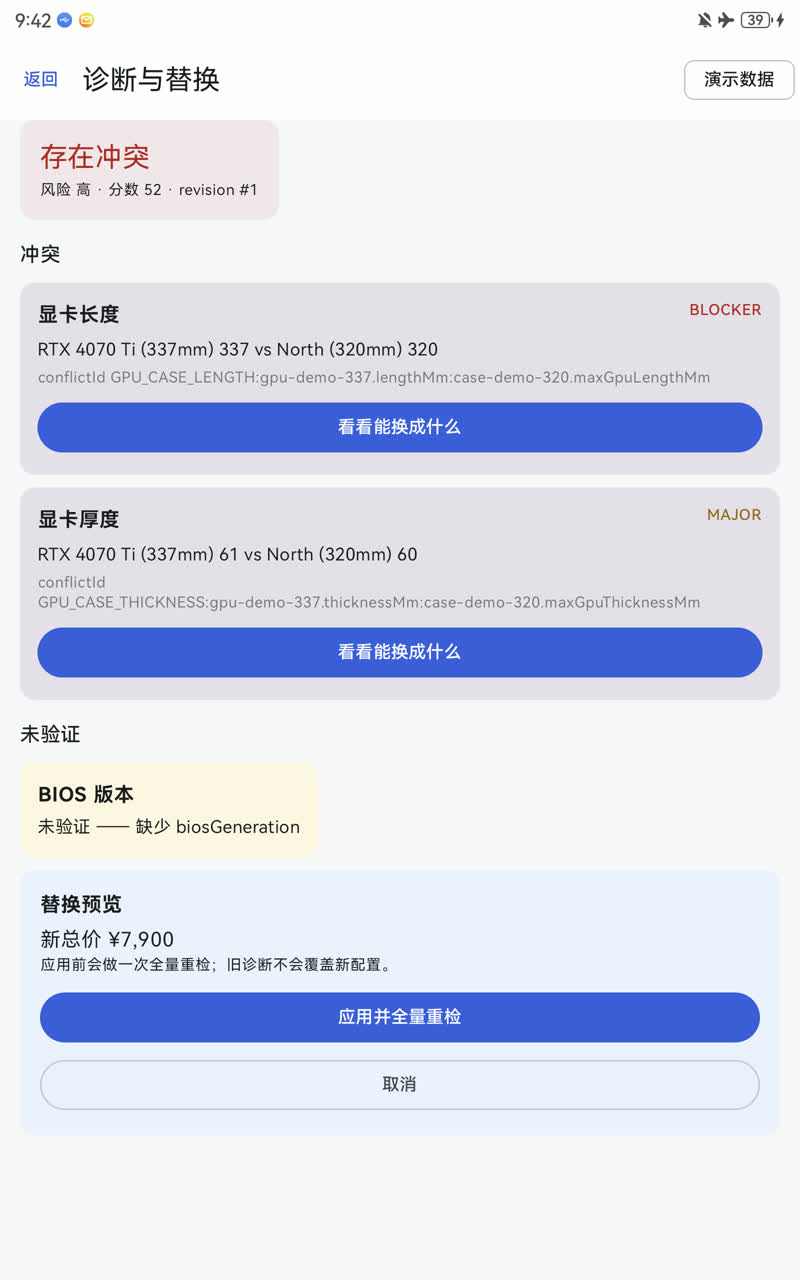 9:42
39
返回
诊断与替换
演示数据
存在冲突
风险 高 · 分数 52 · revision #1
冲突
显卡长度
BLOCKER
RTX 4070 Ti (337mm) 337 vs North (320mm) 320
conflictId GPU_CASE_LENGTH:gpu-demo-337.lengthMm:case-demo-320.maxGpuLengthMm
看看能换成什么
显卡厚度
MAJOR
RTX 4070 Ti (337mm) 61 vs North (320mm) 60
conflictId
GPU_CASE_THICKNESS:gpu-demo-337.thicknessMm:case-demo-320.maxGpuThicknessMm
看看能换成什么
未验证
BIOS 版本
未验证 —— 缺少 biosGeneration
替换预览
新总价 ¥7,900
应用前会做一次全量重检；旧诊断不会覆盖新配置。
应用并全量重检
取消